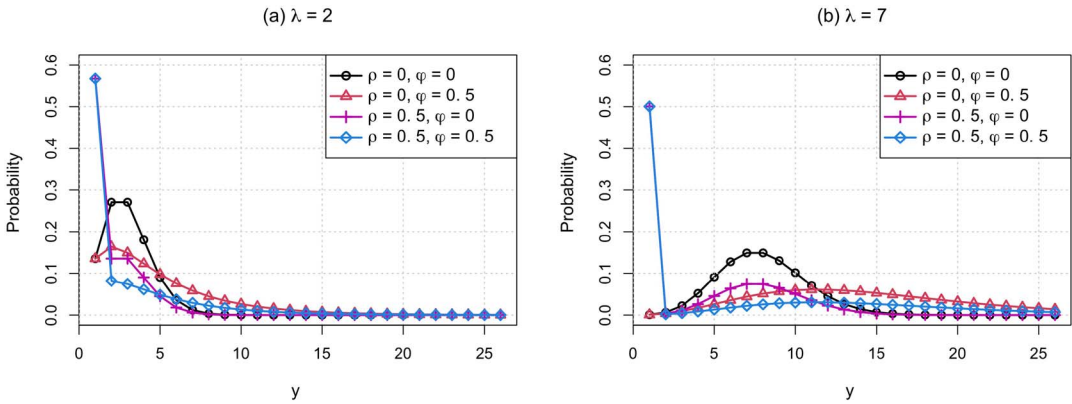 (a) λ = 2
Probability
0.6
0.5
0.4
0.3
0.2
0.1
0.0
ρ = 0, φ = 0
ρ = 0, φ = 0. 5
ρ = 0. 5, φ = 0
ρ = 0. 5, φ = 0. 5
0 5 10 15 20 25
y
(b) λ = 7
Probability
0.6
0.5
0.4
0.3
0.2
0.1
0.0
ρ = 0, φ = 0
ρ = 0, φ = 0. 5
ρ = 0. 5, φ = 0
ρ = 0. 5, φ = 0. 5
0 5 10 15 20 25
y